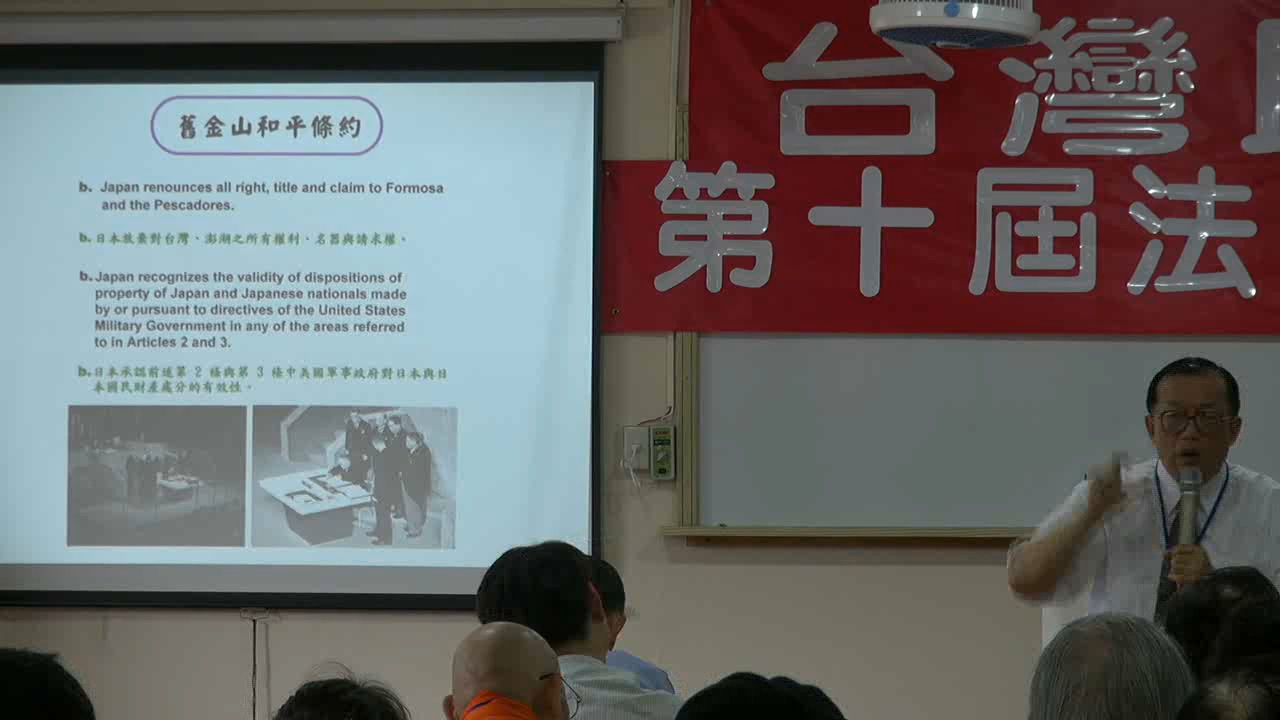 舊金山和平條約
b. Japan renounces all right, title and claim to Formosa
and the Pescadores.
b. 日本放棄對台灣、澎湖之所有權利、名器與請求權。
b. Japan recognizes the validity of dispositions of
property of Japan and Japanese nationals made
by or pursuant to directives of the United States
Military Government in any of the areas referred
to in Articles 2 and 3.
b. 日本承認前述第 2 條與第 3 條中美國軍事政府對日本與日
本國民財產處分的有效性。
台灣
第十屆法